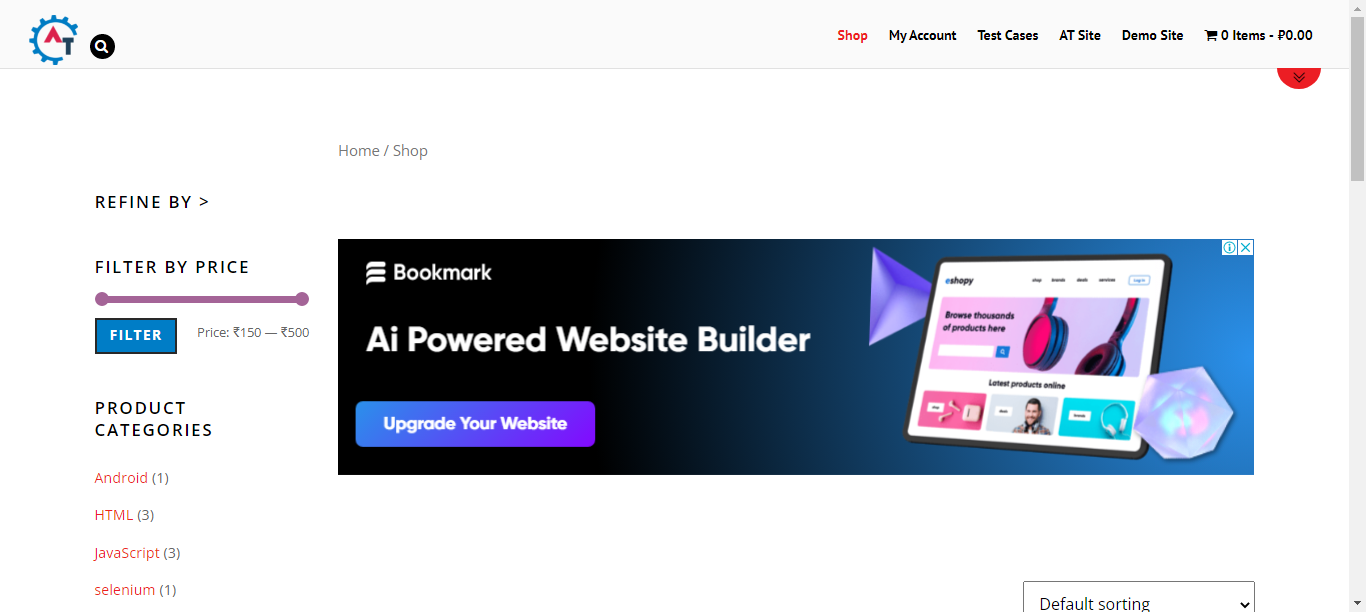 AT
Shop
My Account
Test Cases
AT Site
Demo Site
0 Items - ₽0.00
Home / Shop
REFINE BY >
FILTER BY PRICE
FILTER
Price: ₹150 — ₹500
PRODUCT
CATEGORIES
Android (1)
HTML (3)
JavaScript (3)
selenium (1)
Bookmark
Ai Powered Website Builder
Upgrade Your Website
eshopy
shop
brands
deals
services
Log in
Browse thousands
of products here
Latest products online
shop
deals
brands
Default sorting